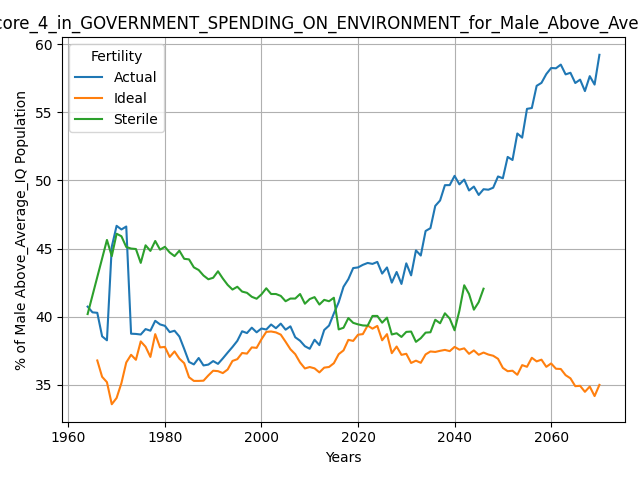 core_4_in_GOVERNMENT_SPENDING_ON_ENVIRONMENT_for_Male_Above_Ave
Fertility
Actual
Ideal
Sterile
% of Male Above_Average_IQ Population
60
55
50
45
40
35
1960 1980 2000 2020 2040 2060
Years